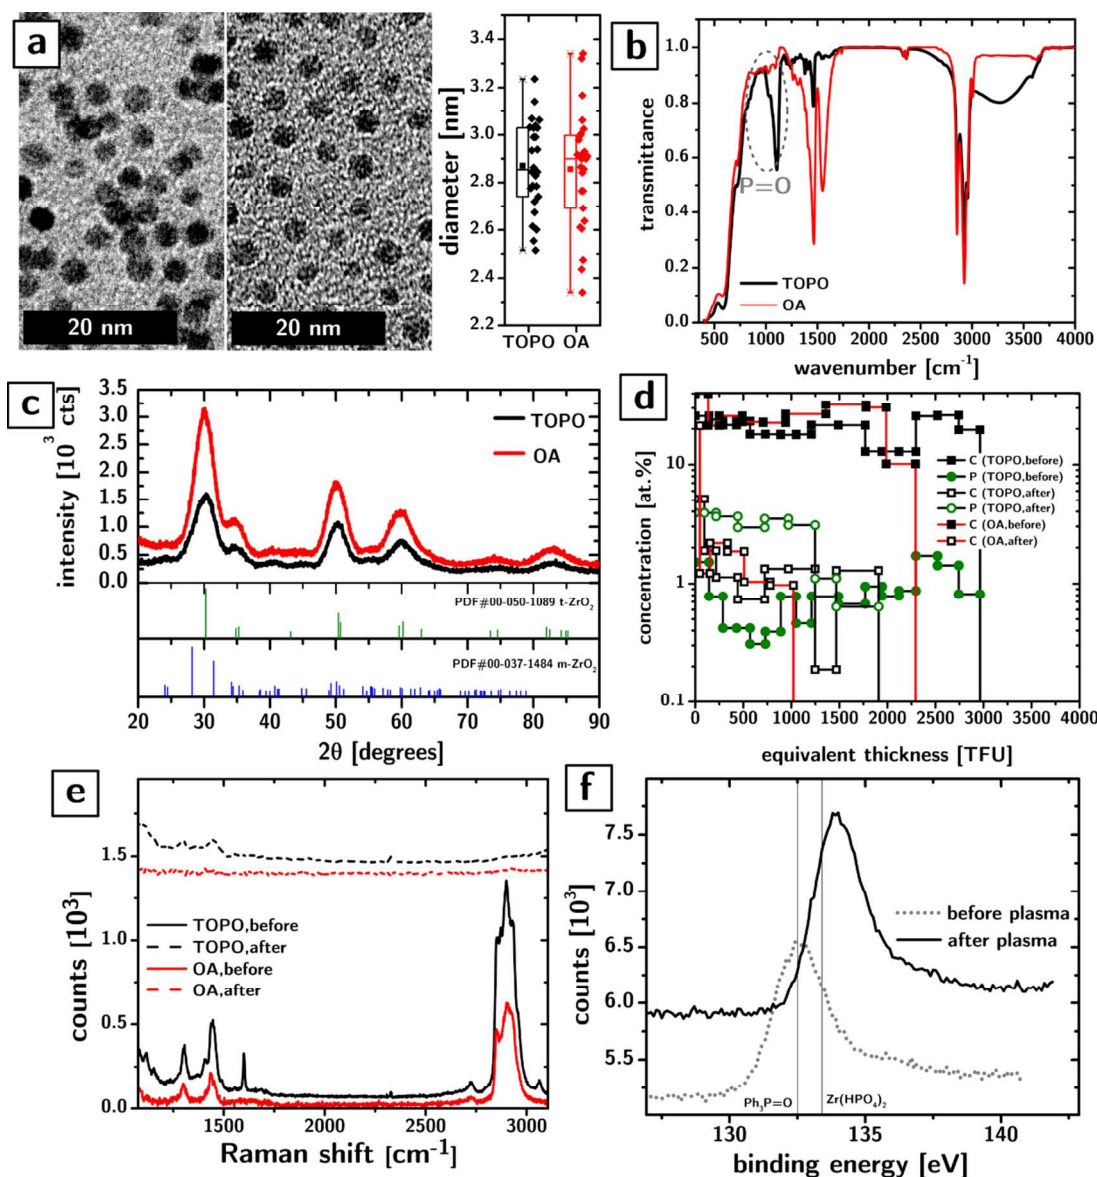 a
20 nm
20 nm
diameter [nm]
3.4
3.2
3.0
2.8
2.6
2.4
2.2
TOPO OA
b
transmittance
1.0
0.8
0.6
0.4
0.2
0.0
P=O
TOPO
OA
500 1000 1500 2000 2500 3000 3500 4000
wavenumber [cm-1]
c
intensity [10³ cts]
3.5
3.0
2.5
2.0
1.5
1.0
0.5
0.0
TOPO
OA
PDF#00-050-1089 t-ZrO₂
PDF#00-037-1484 m-ZrO₂
20 30 40 50 60 70 80 90
2θ [degrees]
d
concentration [at.%]
10
1
0.1
C (TOPO,before)
P (TOPO,before)
C (TOPO,after)
P (TOPO,after)
C (OA,before)
C (OA,after)
0 500 1000 1500 2000 2500 3000 3500 4000
equivalent thickness [TFU]
e
counts [10³]
1.5
1.0
0.5
0.0
TOPO,before
TOPO,after
OA,before
OA,after
1500 2000 2500 3000
Raman shift [cm-1]
f
counts [10³]
7.5
7.0
6.5
6.0
5.5
before plasma
after plasma
Ph₃P=O
Zr(HPO₄)₂
130 135 140
binding energy [eV]